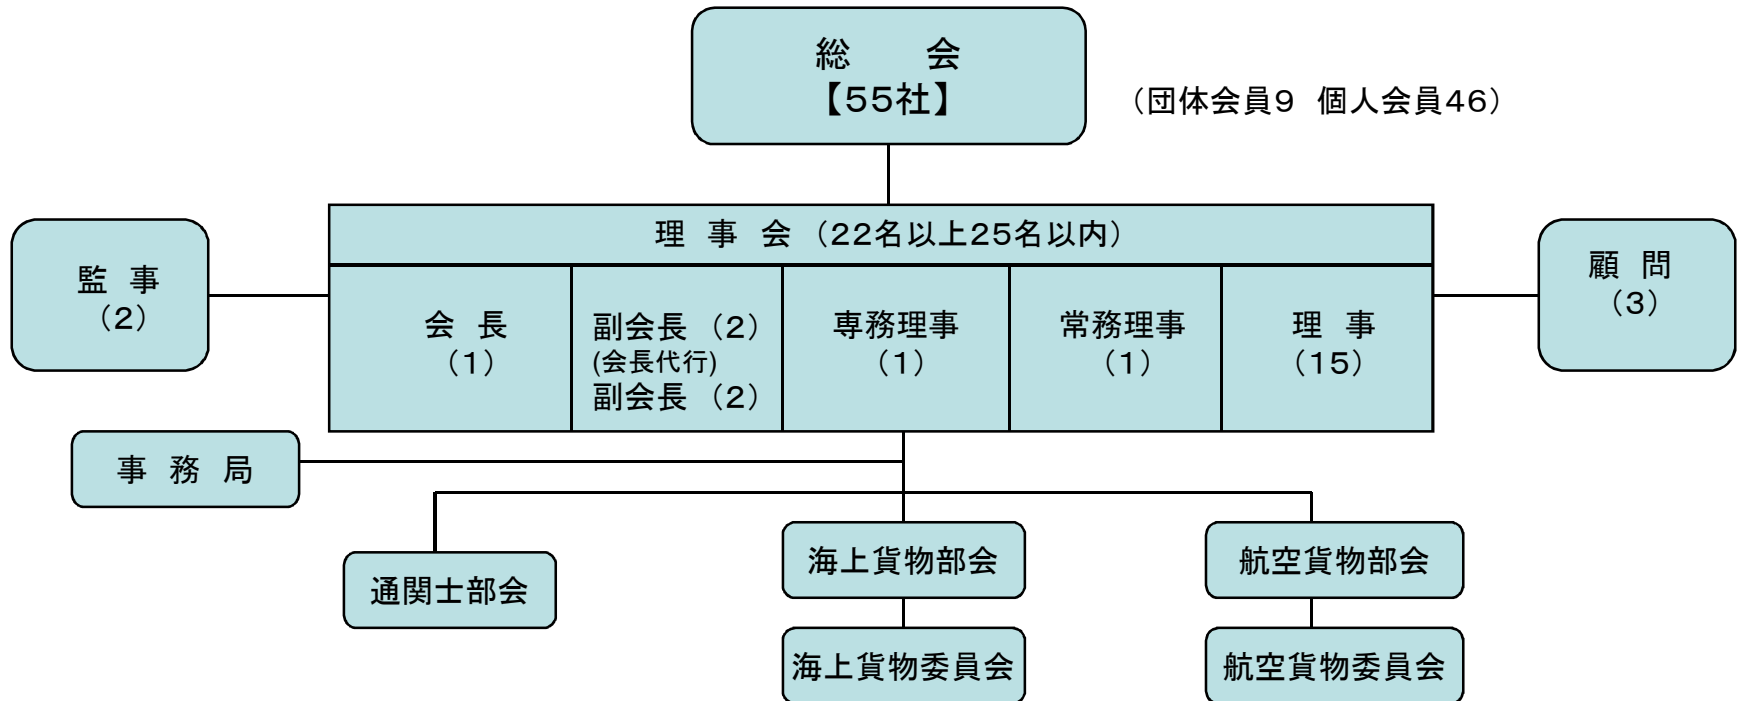 総　会
【55社】
（団体会員9　個人会員46）
理 事 会 （22名以上25名以内）
監 事
（2）
会 長
（1）
副会長 （2）
(会長代行)
副会長 （2）
専務理事
（1）
常務理事
（1）
理 事
（15）
顧 問
（3）
事 務 局
通関士部会
海上貨物部会
航空貨物部会
海上貨物委員会
航空貨物委員会